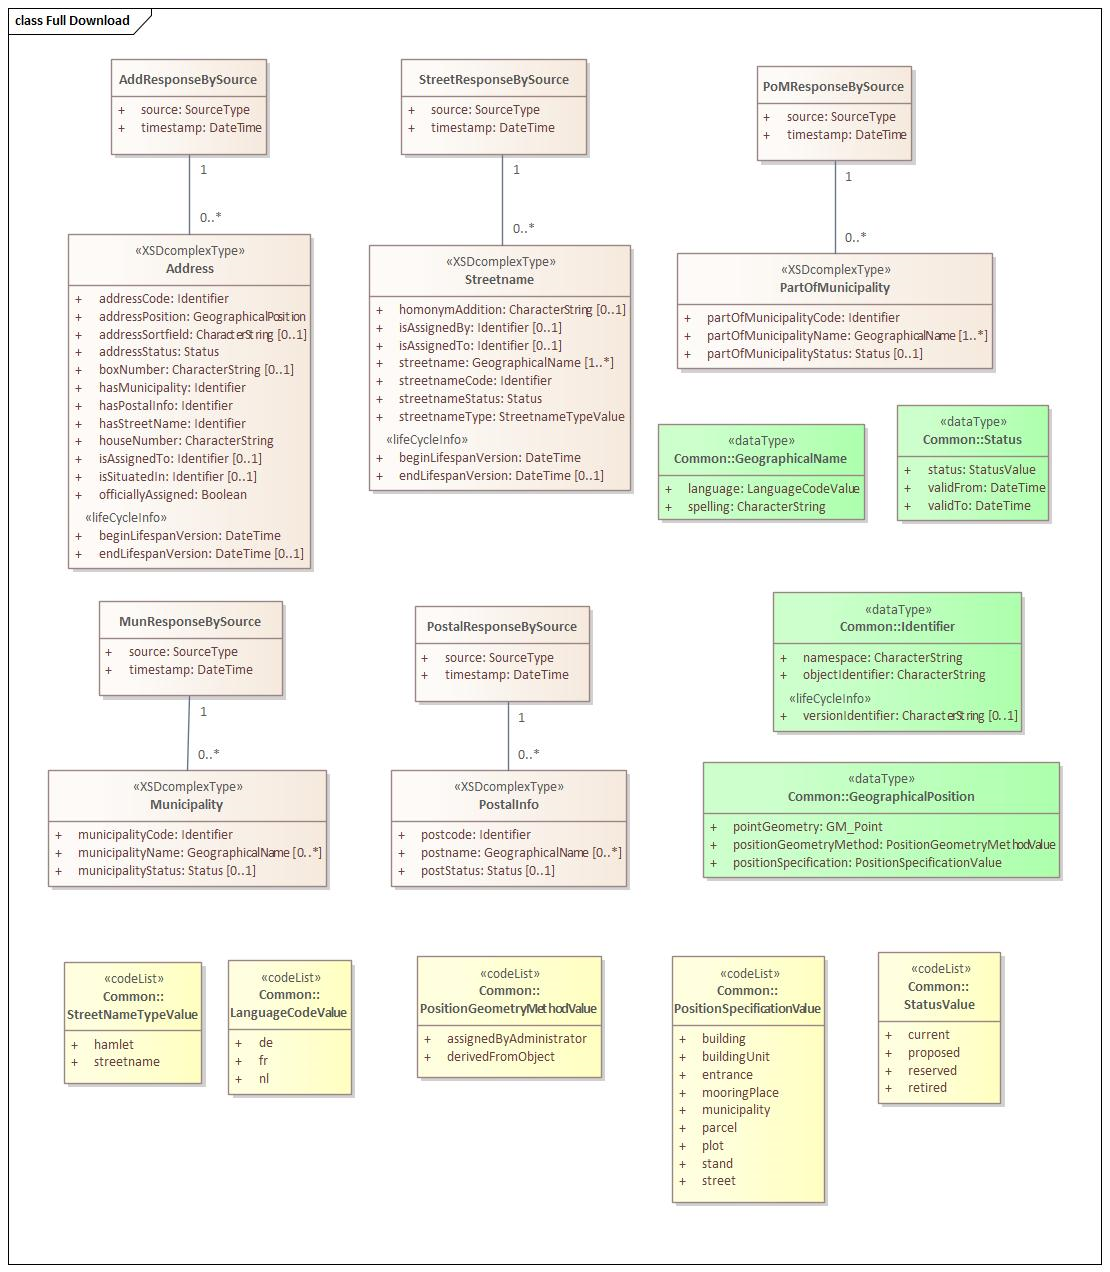 class Full Download
AddResponseBySource
+ source: SourceType
+ timestamp: DateTime
1
0..*
«XSDcomplexType»
Address
+ addressCode: Identifier
+ addressPosition: GeographicalPosition
+ addressSortfield: CharacterString [0..1]
+ addressStatus: Status
+ boxNumber: CharacterString [0..1]
+ hasMunicipality: Identifier
+ hasPostalInfo: Identifier
+ hasStreetName: Identifier
+ houseNumber: CharacterString
+ isAssignedTo: Identifier [0..1]
+ isSituatedIn: Identifier [0..1]
+ officiallyAssigned: Boolean
«lifeCycleInfo»
+ beginLifespanVersion: DateTime
+ endLifespanVersion: DateTime [0..1]
StreetResponseBySource
+ source: SourceType
+ timestamp: DateTime
1
0..*
«XSDcomplexType»
Streetname
+ homonymAddition: CharacterString [0..1]
+ isAssignedBy: Identifier [0..1]
+ isAssignedTo: Identifier [0..1]
+ streetname: GeographicalName [1..*]
+ streetnameCode: Identifier
+ streetnameStatus: Status
+ streetnameType: StreetnameTypeValue
«lifeCycleInfo»
+ beginLifespanVersion: DateTime
+ endLifespanVersion: DateTime [0..1]
PoMResponseBySource
+ source: SourceType
+ timestamp: DateTime
1
0..*
«XSDcomplexType»
PartOfMunicipality
+ partOfMunicipalityCode: Identifier
+ partOfMunicipalityName: GeographicalName [1..*]
+ partOfMunicipalityStatus: Status [0..1]
«dataType»
Common::GeographicalName
+ language: LanguageCodeValue
+ spelling: CharacterString
«dataType»
Common::Status
+ status: StatusValue
+ validFrom: DateTime
+ validTo: DateTime
MunResponseBySource
+ source: SourceType
+ timestamp: DateTime
1
0..*
«XSDcomplexType»
Municipality
+ municipalityCode: Identifier
+ municipalityName: GeographicalName [0..*]
+ municipalityStatus: Status [0..1]
PostalResponseBySource
+ source: SourceType
+ timestamp: DateTime
1
0..*
«XSDcomplexType»
PostalInfo
+ postcode: Identifier
+ postname: GeographicalName [0..*]
+ postStatus: Status [0..1]
«dataType»
Common::Identifier
+ namespace: CharacterString
+ objectIdentifier: CharacterString
«lifeCycleInfo»
+ versionIdentifier: CharacterString [0..1]
«dataType»
Common::GeographicalPosition
+ pointGeometry: GM_Point
+ positionGeometryMethod: PositionGeometryMethodValue
+ positionSpecification: PositionSpecificationValue
«codeList»
Common::
StreetNameTypeValue
+ hamlet
+ streetname
«codeList»
Common::
LanguageCodeValue
+ de
+ fr
+ nl
«codeList»
Common::
PositionGeometryMethodValue
+ assignedByAdministrator
+ derivedFromObject
«codeList»
Common::
PositionSpecificationValue
+ building
+ buildingUnit
+ entrance
+ mooringPlace
+ municipality
+ parcel
+ plot
+ stand
+ street
«codeList»
Common::
StatusValue
+ current
+ proposed
+ reserved
+ retired